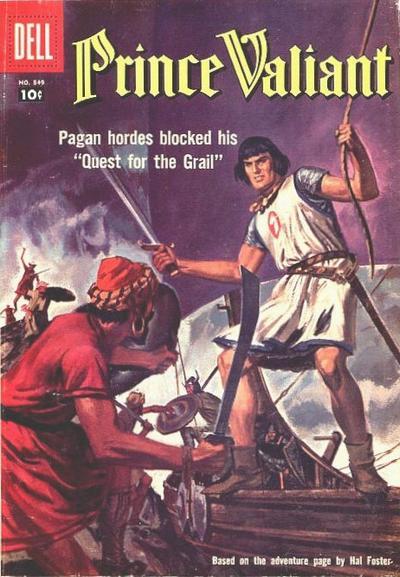 DELL
NO. 849
10¢
Prince Valiant
Pagan hordes blocked his
"Quest for the Grail"
Based on the adventure page by Hal Foster